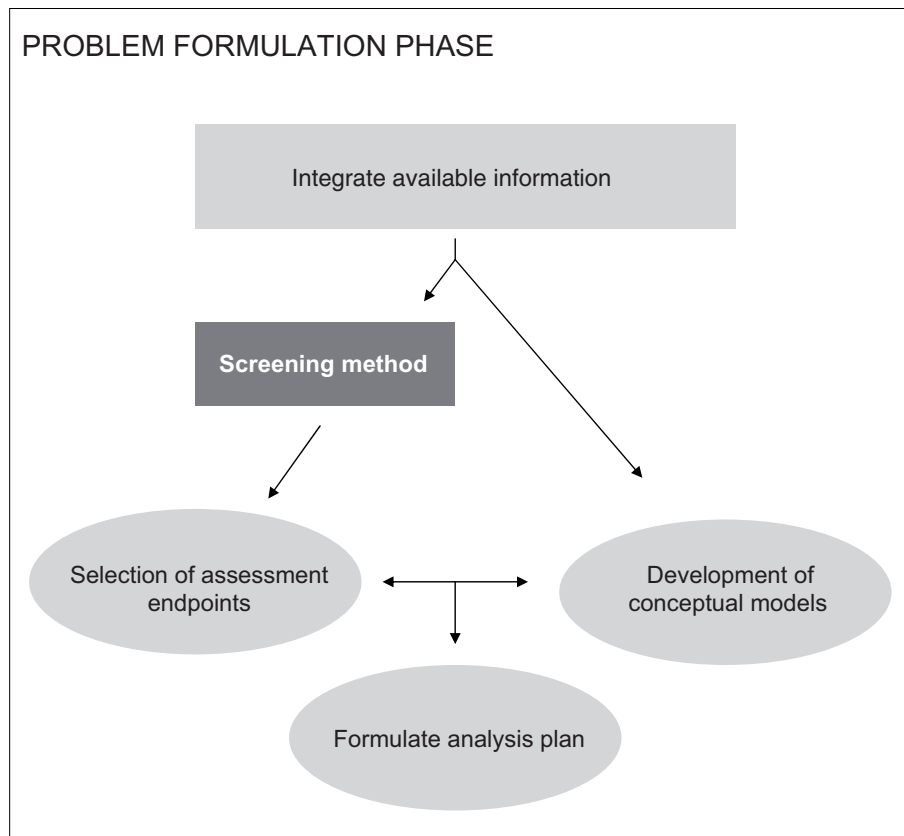 PROBLEM FORMULATION PHASE
Integrate available information
Screening method
Selection of assessment
endpoints
Development of
conceptual models
Formulate analysis plan